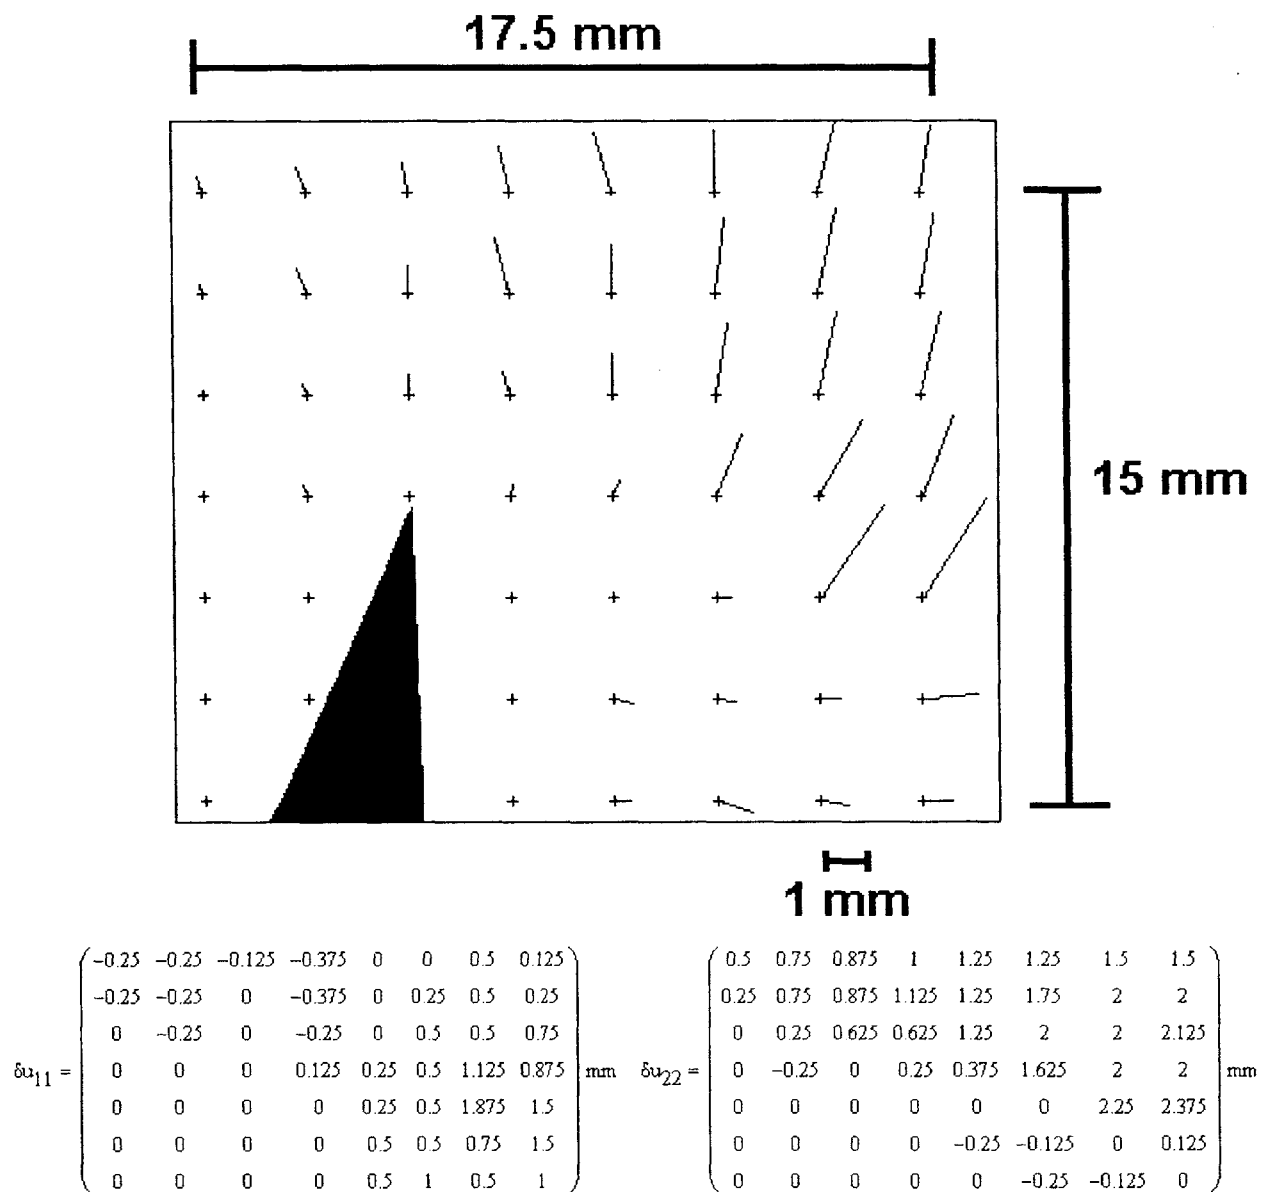 17.5 mm
15 mm
1 mm
δu11 = 
-0.25 -0.25 -0.125 -0.375 0 0 0.5 0.125
-0.25 -0.25 0 -0.375 0 0.25 0.5 0.25
0 -0.25 0 -0.25 0 0.5 0.5 0.75
0 0 0 0.125 0.25 0.5 1.125 0.875
0 0 0 0 0.25 0.5 1.875 1.5
0 0 0 0 0.5 0.5 0.75 1.5
0 0 0 0 0.5 1 0.5 1
mm
δu22 = 
0.5 0.75 0.875 1 1.25 1.25 1.5 1.5
0.25 0.75 0.875 1.125 1.25 1.75 2 2
0 0.25 0.625 0.625 1.25 2 2 2.125
0 -0.25 0 0.25 0.375 1.625 2 2
0 0 0 0 0 0 2.25 2.375
0 0 0 0 -0.25 -0.125 0 0.125
0 0 0 0 0 -0.25 -0.125 0
mm